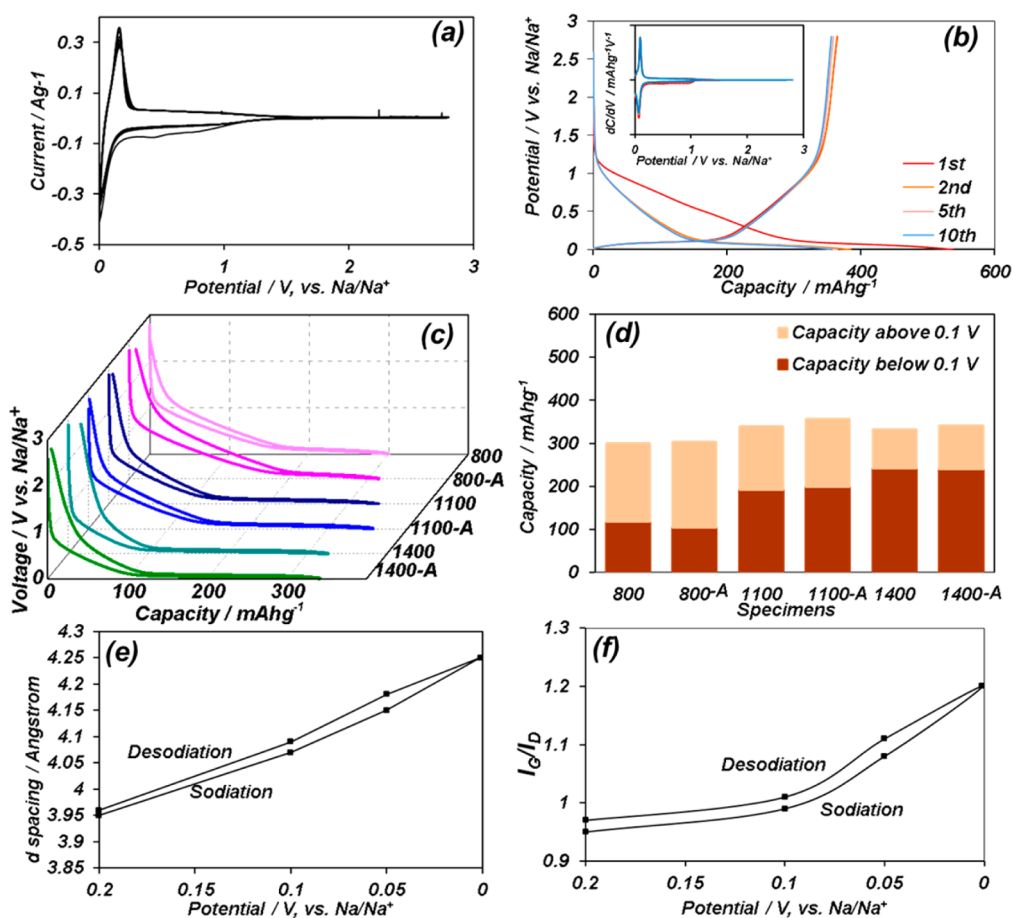 (a)
0.3
0.1
-0.1
-0.3
-0.5
Current / Ag-1
0 1 2 3
Potential / V, vs. Na/Na+
(b)
3
2.5
2
1.5
1
0.5
0
Potential / V vs. Na/Na+
dC/dV / mAhg-1V-1
0 1 2 3
Potential / V vs. Na/Na+
1st
2nd
5th
10th
0 200 400 600
Capacity / mAhg-1
(c)
3
2
1
0
Voltage / V vs. Na/Na+
800
800-A
1100
1100-A
1400
1400-A
0 100 200 300
Capacity / mAhg-1
(d)
Capacity above 0.1 V
Capacity below 0.1 V
600
500
400
300
200
100
0
Capacity / mAhg-1
800 800-A 1100 1100-A 1400 1400-A
Specimens
(e)
4.3
4.25
4.2
4.15
4.1
4.05
4
3.95
3.9
3.85
d spacing / Angstrom
Desodiation
Sodiation
0.2 0.15 0.1 0.05 0
Potential / V, vs. Na/Na+
(f)
1.3
1.2
1.1
1
0.9
IG/ID
Desodiation
Sodiation
0.2 0.15 0.1 0.05 0
Potential / V, vs. Na/Na+